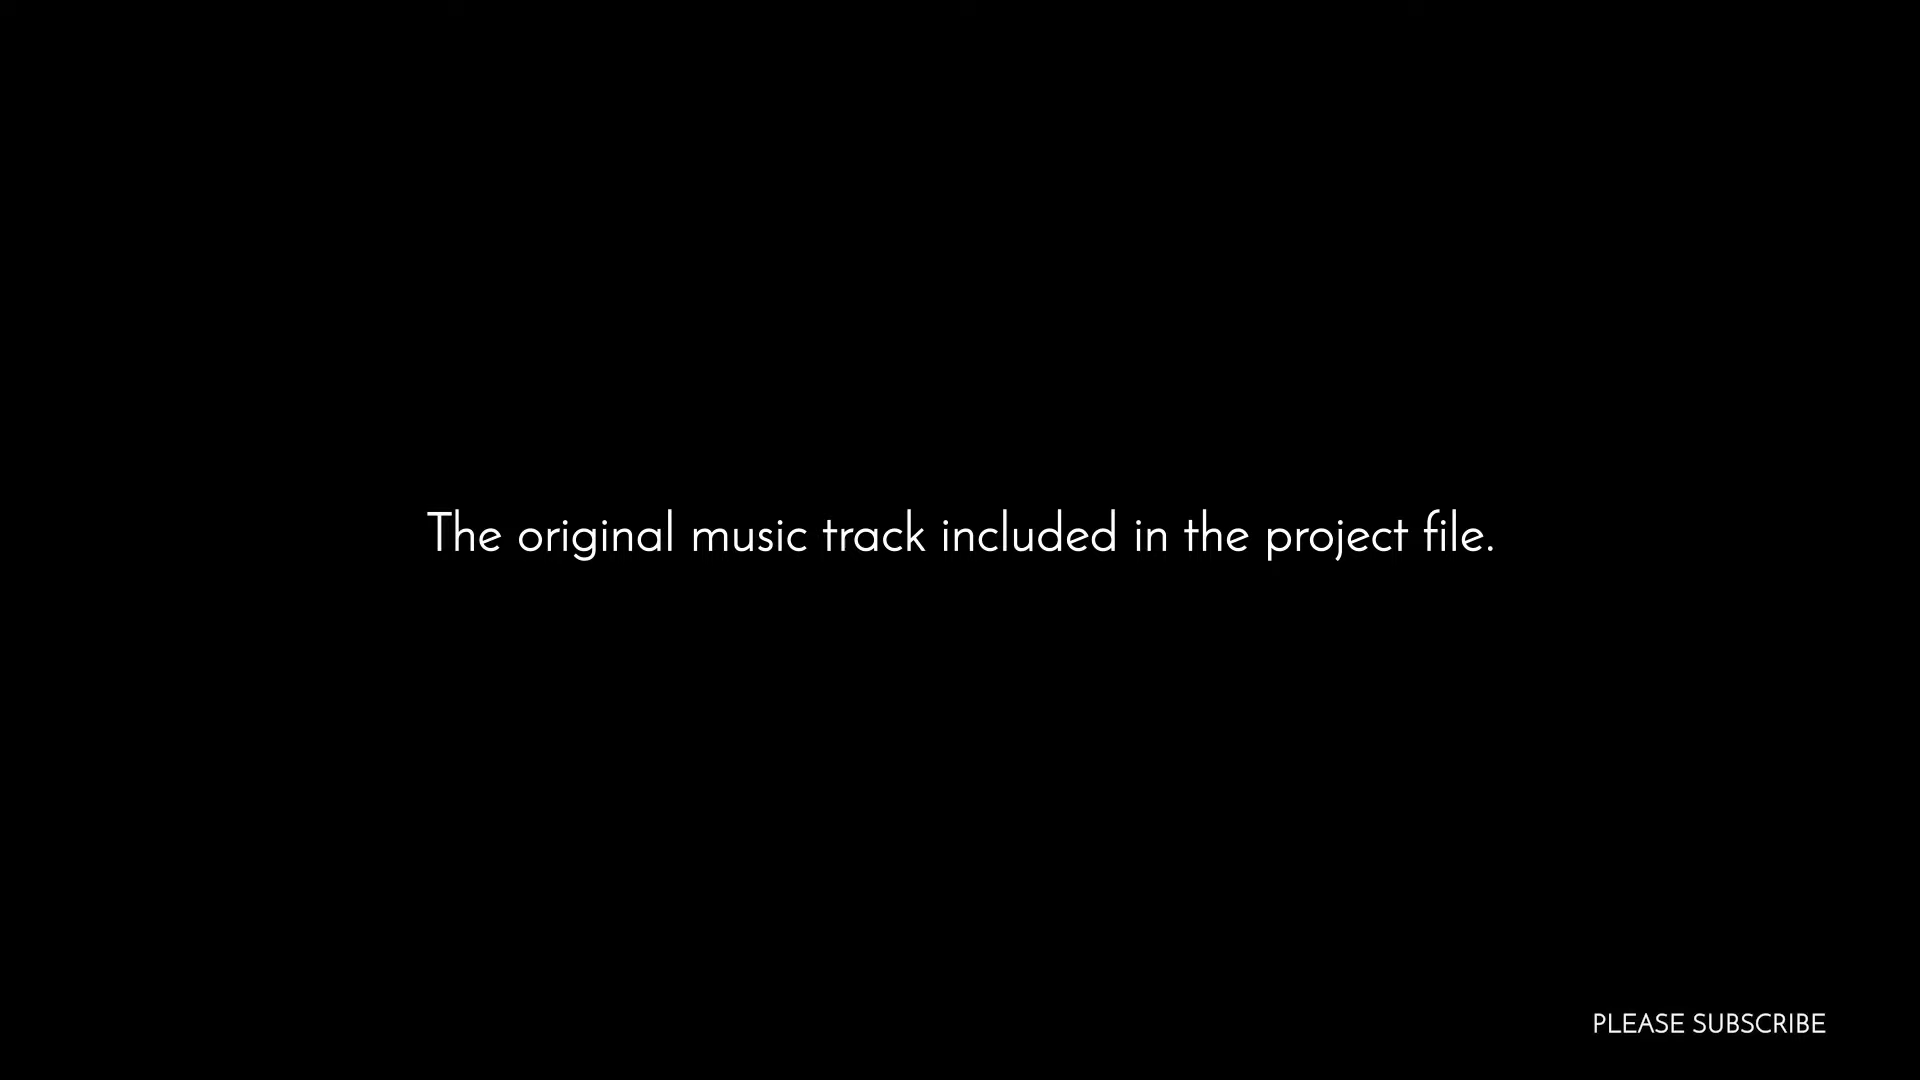 The original music track included in the project file.
PLEASE SUBSCRIBE